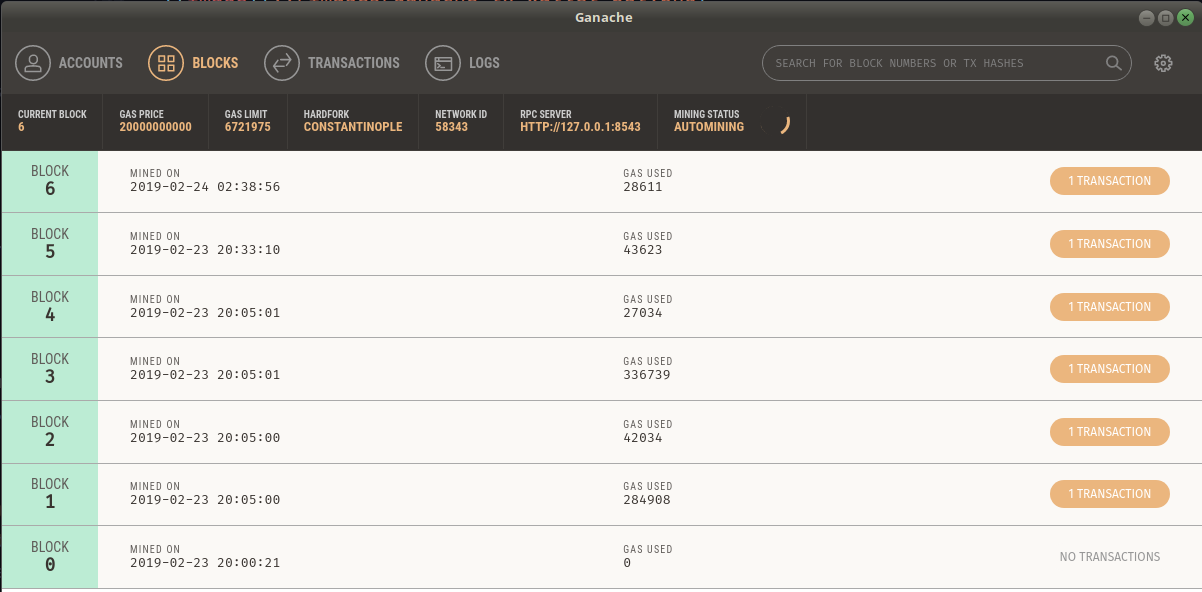 Ganache
ACCOUNTS BLOCKS TRANSACTIONS LOGS SEARCH FOR BLOCK NUMBERS OR TX HASHES
CURRENT BLOCK GAS PRICE GAS LIMIT HARDFORK NETWORK ID RPC SERVER MINING STATUS
6 20000000000 6721975 CONSTANTINOPLE 58343 HTTP://127.0.0.1:8543 AUTOMINING
BLOCK MINED ON GAS USED
6 2019-02-24 02:38:56 28611 1 TRANSACTION
BLOCK MINED ON GAS USED
5 2019-02-23 20:33:10 43623 1 TRANSACTION
BLOCK MINED ON GAS USED
4 2019-02-23 20:05:01 27034 1 TRANSACTION
BLOCK MINED ON GAS USED
3 2019-02-23 20:05:01 336739 1 TRANSACTION
BLOCK MINED ON GAS USED
2 2019-02-23 20:05:00 42034 1 TRANSACTION
BLOCK MINED ON GAS USED
1 2019-02-23 20:05:00 284908 1 TRANSACTION
BLOCK MINED ON GAS USED
0 2019-02-23 20:00:21 0 NO TRANSACTIONS